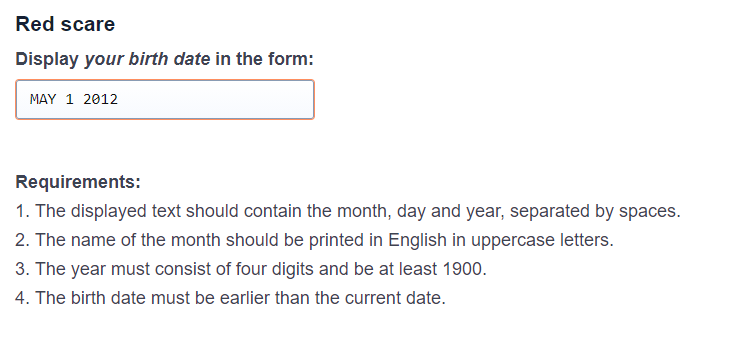 Red scare
Display your birth date in the form:
MAY 1 2012
Requirements:
1. The displayed text should contain the month, day and year, separated by spaces.
2. The name of the month should be printed in English in uppercase letters.
3. The year must consist of four digits and be at least 1900.
4. The birth date must be earlier than the current date.